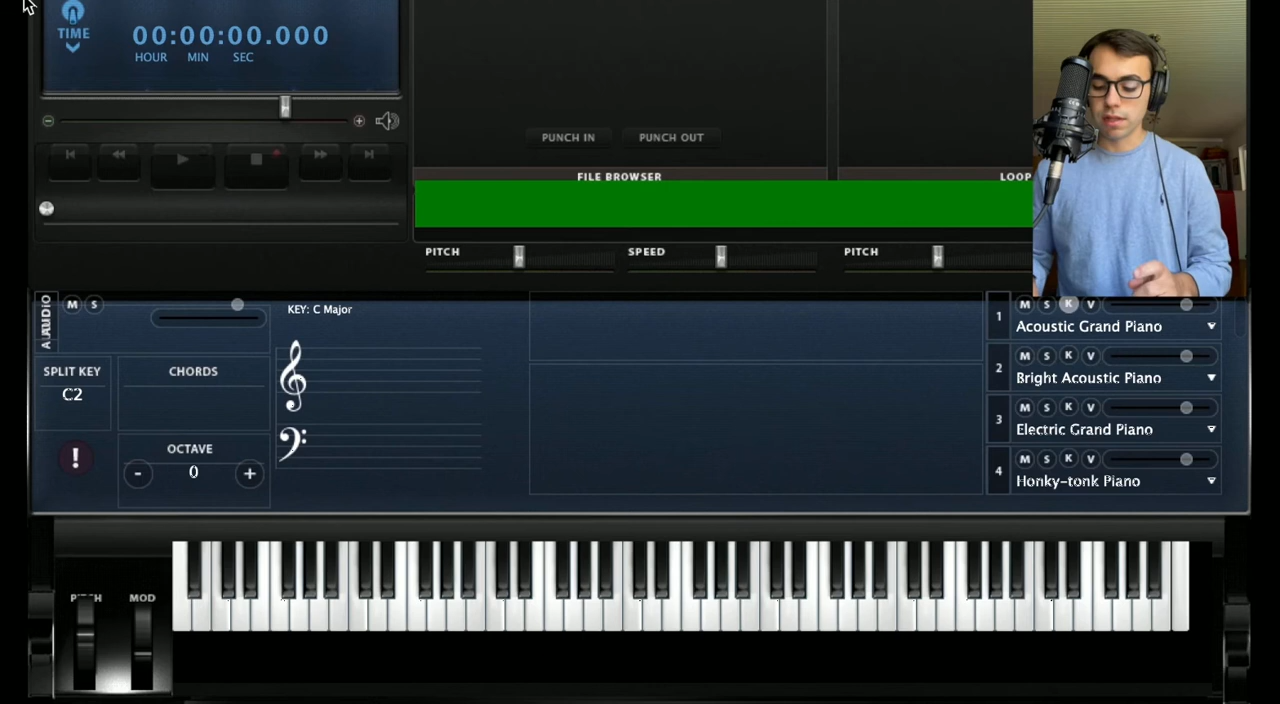 TIME
00:00:00.000
HOUR MIN SEC
PUNCH IN PUNCH OUT
FILE BROWSER
LOOP
PITCH SPEED PITCH
AUDIO
M S
KEY: C Major
SPLIT KEY
C2
CHORDS
!
OCTAVE
- 0 +
1 M S K V
Acoustic Grand Piano
2 M S K V
Bright Acoustic Piano
3 M S K V
Electric Grand Piano
4 M S K V
Honky-tonk Piano
PITCH MOD